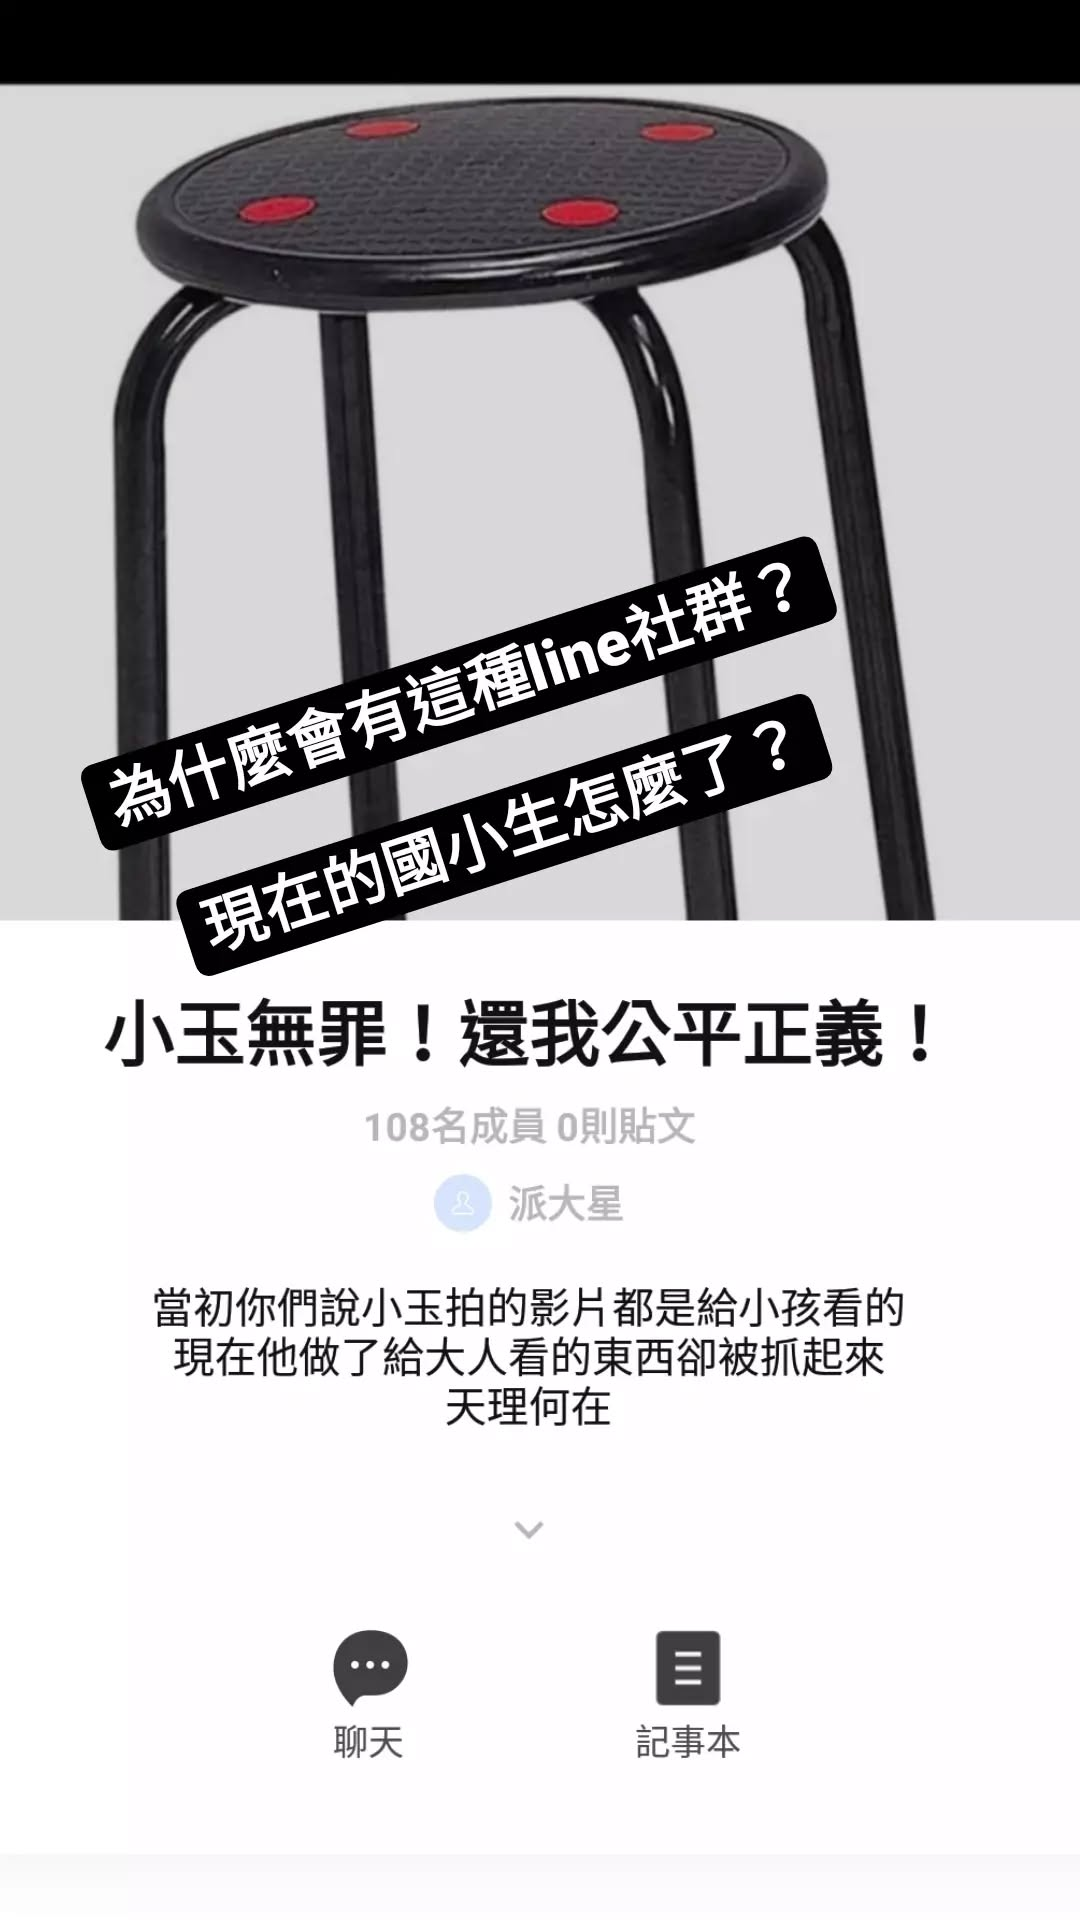 為什麼會有這種line社群？
現在的國小生怎麼了？
小玉無罪！還我公平正義！
108名成員 0則貼文
派大星
當初你們說小玉拍的影片都是給小孩看的
現在他做了給大人看的東西卻被抓起來
天理何在
聊天
記事本